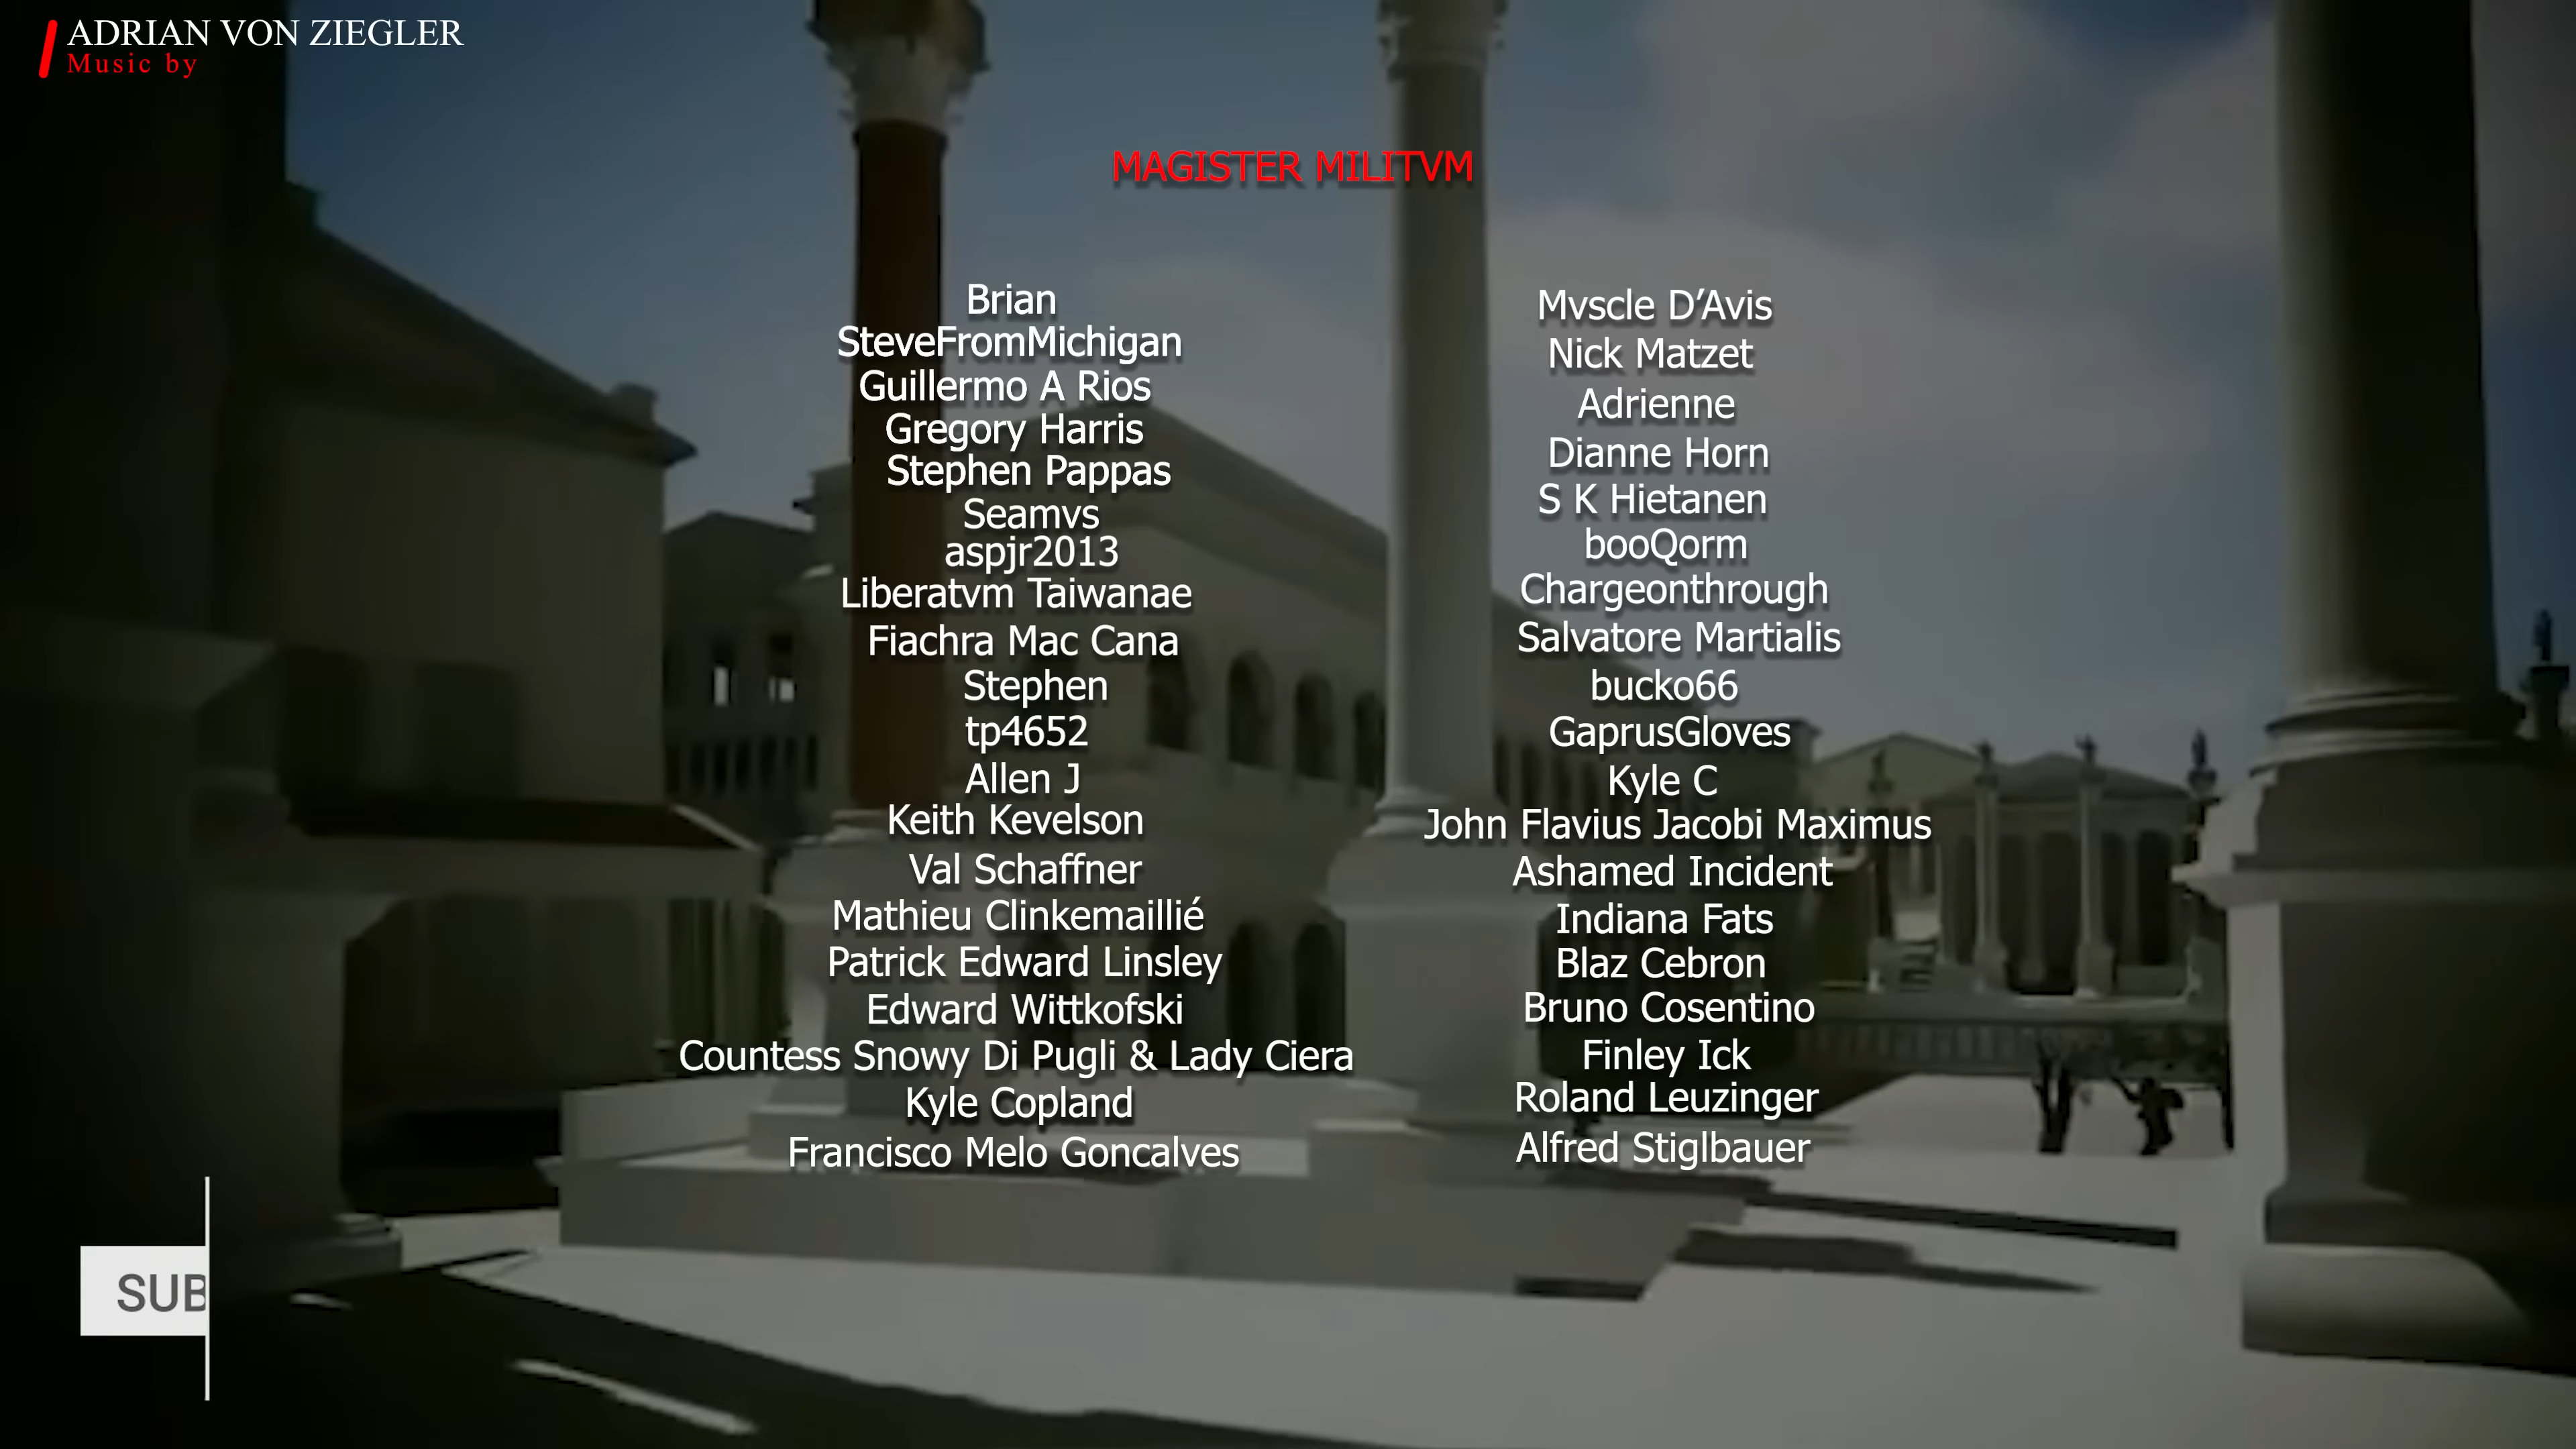 ADRIAN VON ZIEGLER
Music by
MAGISTER MILITVM
Brian
SteveFromMichigan
Guillermo A Rios
Gregory Harris
Stephen Pappas
Seamvs
aspjr2013
Liberatvm Taiwanae
Fiachra Mac Cana
Stephen
tp4652
Allen J
Keith Kevelson
Val Schaffner
Mathieu Clinkemaillié
Patrick Edward Linsley
Edward Wittkofski
Countess Snowy Di Pugli & Lady Ciera
Kyle Copland
Francisco Melo Goncalves
Mvscle D’Avis
Nick Matzet
Adrienne
Dianne Horn
S K Hietanen
booQorm
Chargeonthrough
Salvatore Martialis
bucko66
GaprusGloves
Kyle C
John Flavius Jacobi Maximus
Ashamed Incident
Indiana Fats
Blaz Cebron
Bruno Cosentino
Finley Ick
Roland Leuzinger
Alfred Stiglbauer
SUB